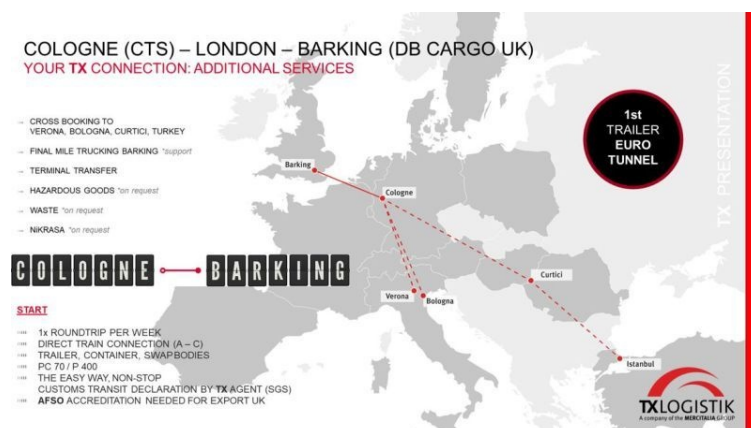 COLOGNE (CTS) – LONDON – BARKING (DB CARGO UK)
YOUR TX CONNECTION: ADDITIONAL SERVICES
→ CROSS BOOKING TO
VERONA, BOLOGNA, CURTICI, TURKEY
→ FINAL MILE TRUCKING BARKING *support
→ TERMINAL TRANSFER
→ HAZARDOUS GOODS *on request
→ WASTE *on request
→ NiKRASA *on request
COLOGNE BARKING
START
1x ROUNDTRIP PER WEEK
DIRECT TRAIN CONNECTION (A – C)
TRAILER, CONTAINER, SWAP BODIES
PC 70 / P 400
THE EASY WAY, NON-STOP
CUSTOMS TRANSIT DECLARATION BY TX AGENT (SGS)
AFSO ACCREDITATION NEEDED FOR EXPORT UK
Barking
Cologne
Curtici
Verona
Bologna
Istanbul
1st
TRAILER
EURO
TUNNEL
TX PRESENTATION
TXLOGISTIK
A company of the MERCITALIA GROUP